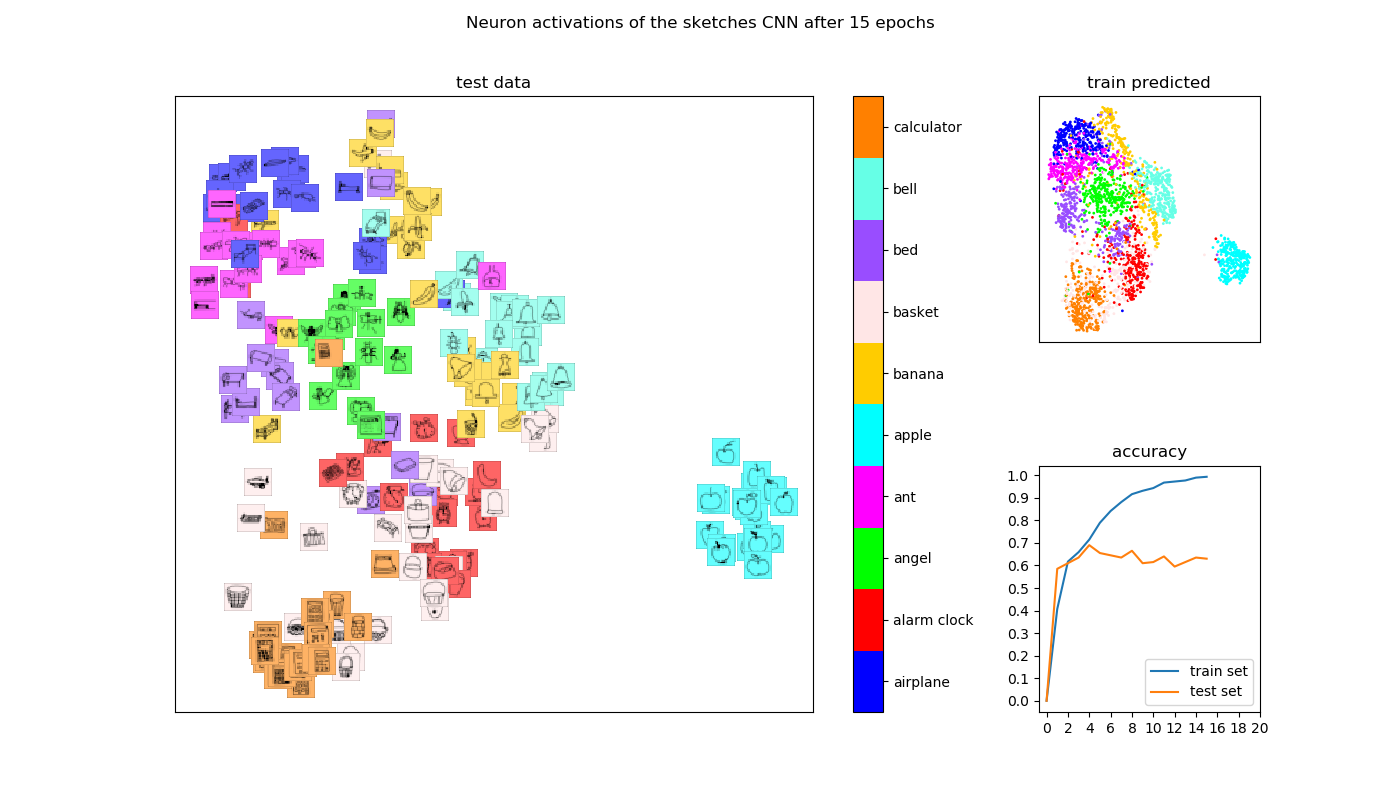 Neuron activations of the sketches CNN after 15 epochs
test data
calculator
bell
bed
basket
banana
apple
ant
angel
alarm clock
airplane
train predicted
accuracy
1.0
0.9
0.8
0.7
0.6
0.5
0.4
0.3
0.2
0.1
0.0
train set
test set
0 2 4 6 8 10 12 14 16 18 20